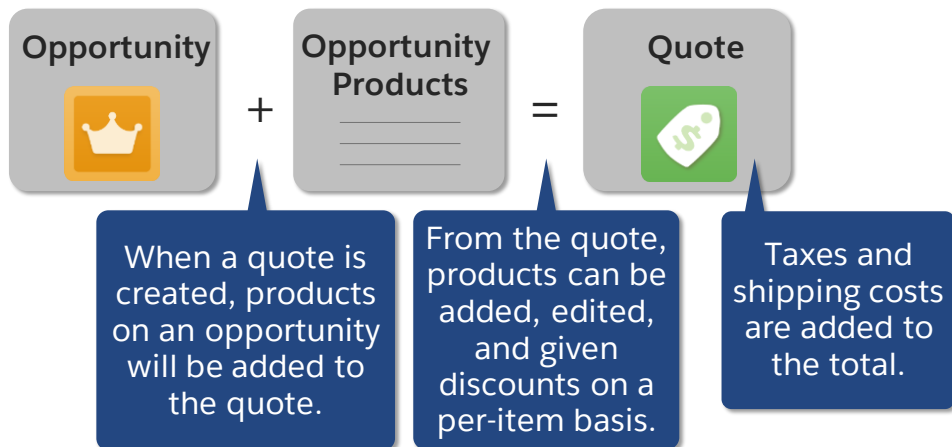 Opportunity
+
Opportunity
Products
=
Quote
$
When a quote is
created, products
on an opportunity
will be added to
the quote.
From the quote,
products can be
added, edited,
and given
discounts on a
per-item basis.
Taxes and
shipping costs
are added to
the total.